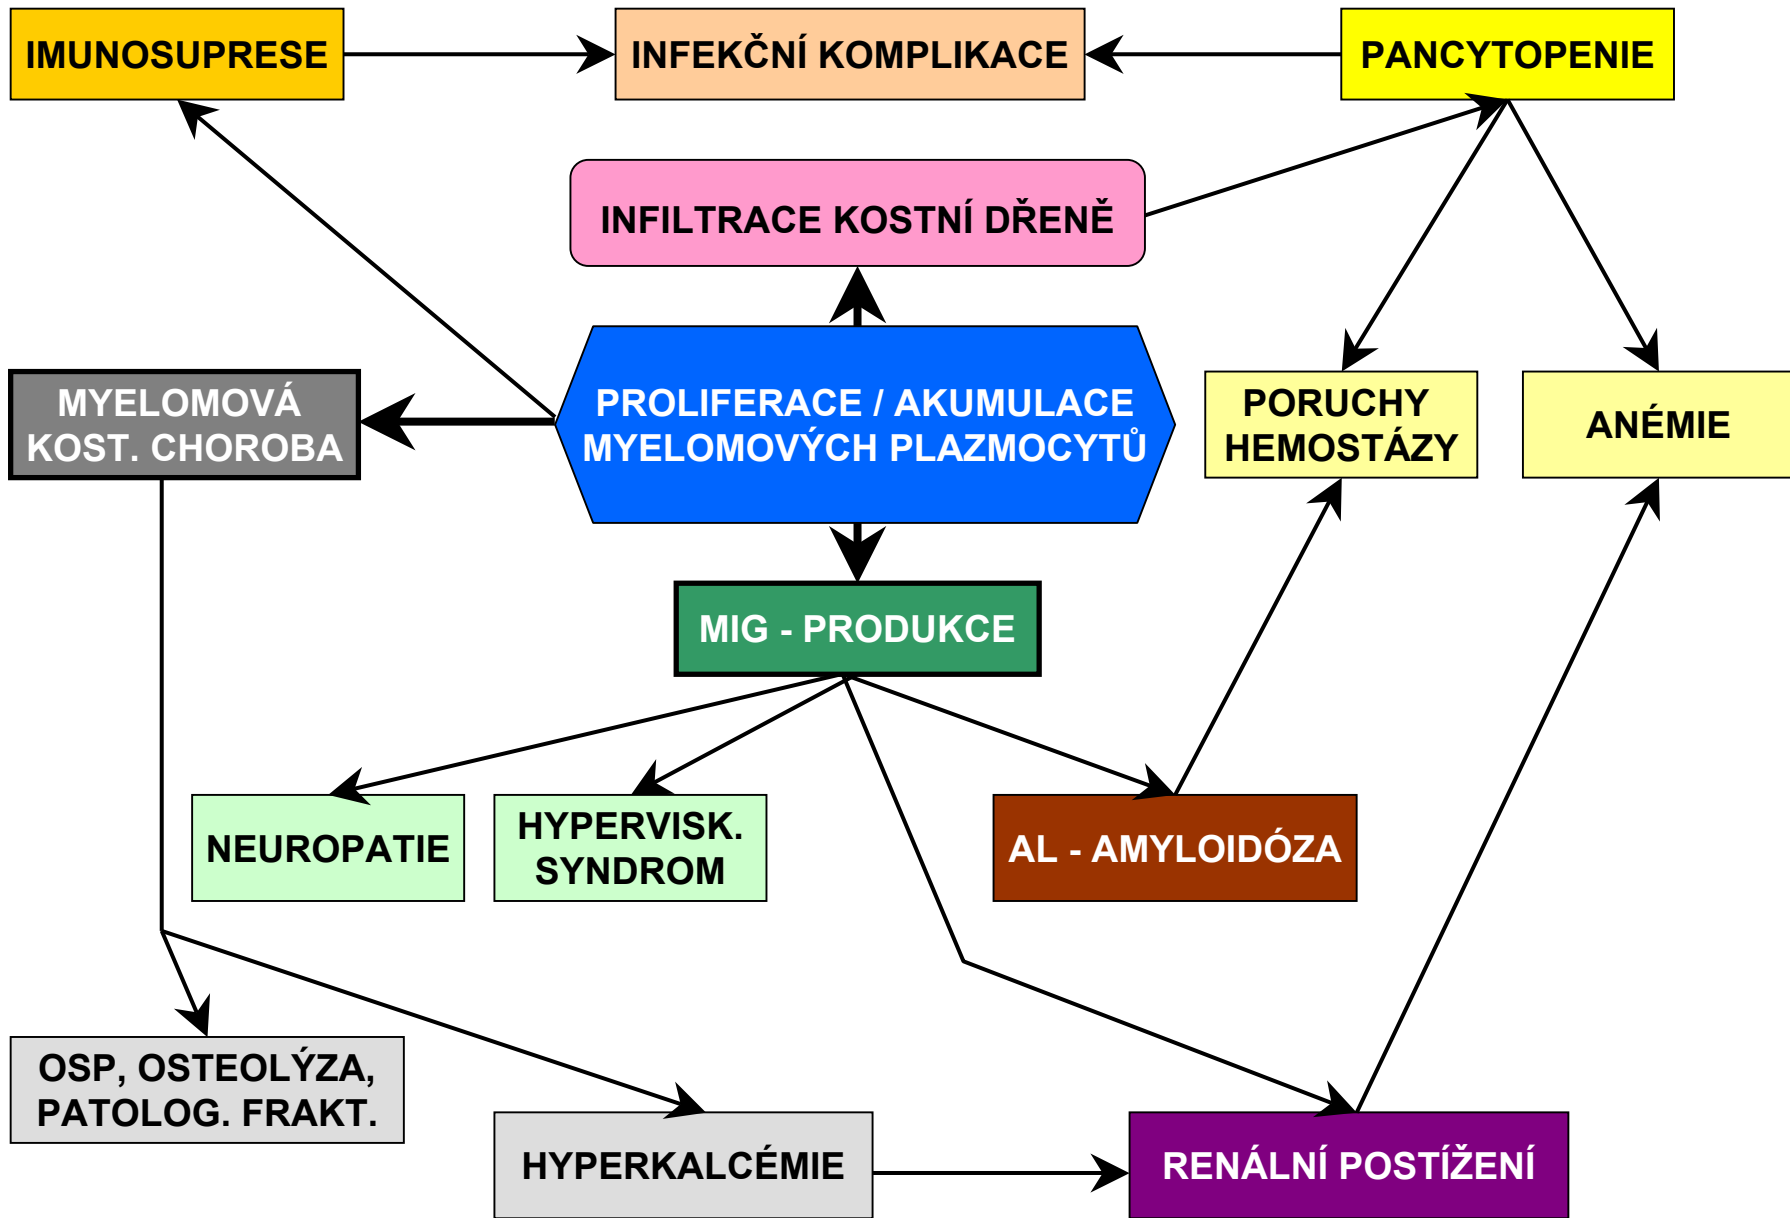 IMUNOSUPRESE
INFEKČNÍ KOMPLIKACE
PANCYTOPENIE
INFILTRACE KOSTNÍ DŘENĚ
MYELOMOVÁ
KOST. CHOROBA
PROLIFERACE / AKUMULACE
MYELOMOVÝCH PLAZMOCYTŮ
PORUCHY
HEMOSTÁZY
ANÉMIE
MIG - PRODUKCE
NEUROPATIE
HYPERVISK.
SYNDROM
AL - AMYLOIDÓZA
OSP, OSTEOLÝZA,
PATOLOG. FRAKT.
HYPERKALCÉMIE
RENÁLNÍ POSTÍŽENÍ